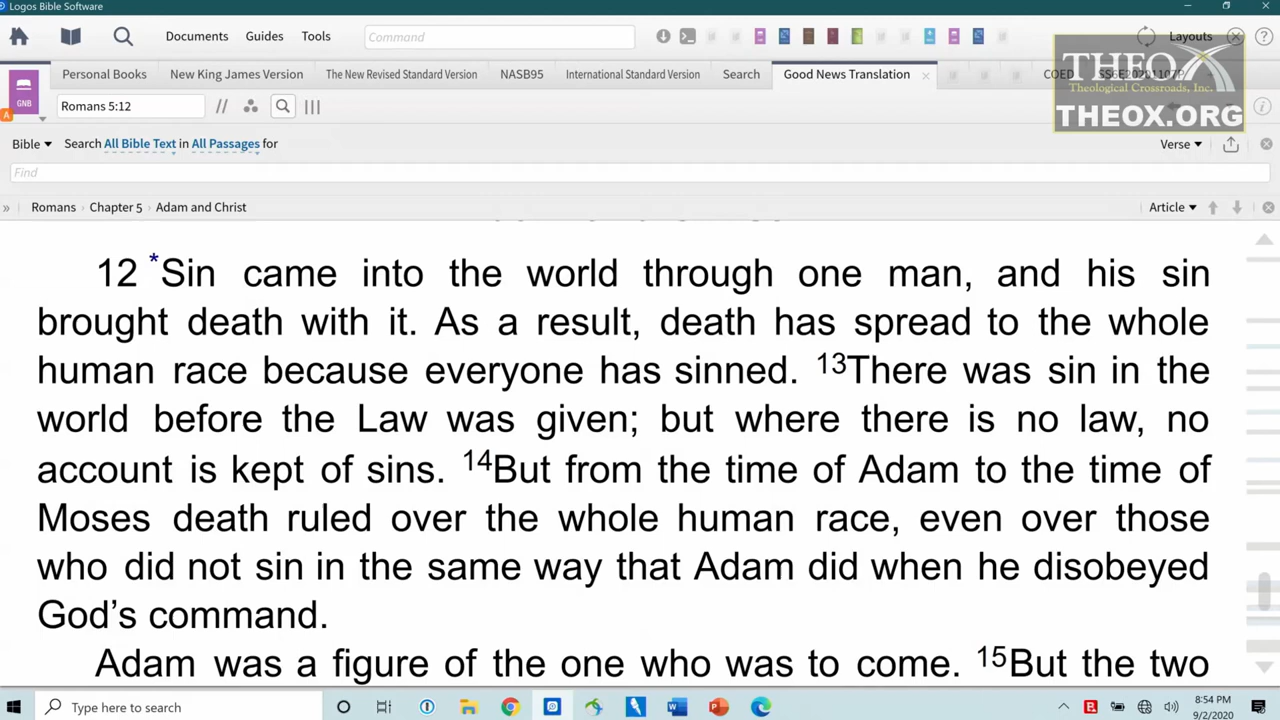 Logos Bible Software
Documents Guides Tools Command Layouts
Personal Books New King James Version The New Revised Standard Version NASB95 International Standard Version Search Good News Translation
THEOX
Theological Crossroads, Inc.
THEOX.ORG
GNB
A
Romans 5:12
Bible Search All Bible Text in All Passages for Verse
Find
» Romans › Chapter 5 › Adam and Christ Article
12 *Sin came into the world through one man, and his sin
brought death with it. As a result, death has spread to the whole
human race because everyone has sinned. 13There was sin in the
world before the Law was given; but where there is no law, no
account is kept of sins. 14But from the time of Adam to the time of
Moses death ruled over the whole human race, even over those
who did not sin in the same way that Adam did when he disobeyed
God's command.
Adam was a figure of the one who was to come. 15But the two
Type here to search
8:54 PM
9/2/2020